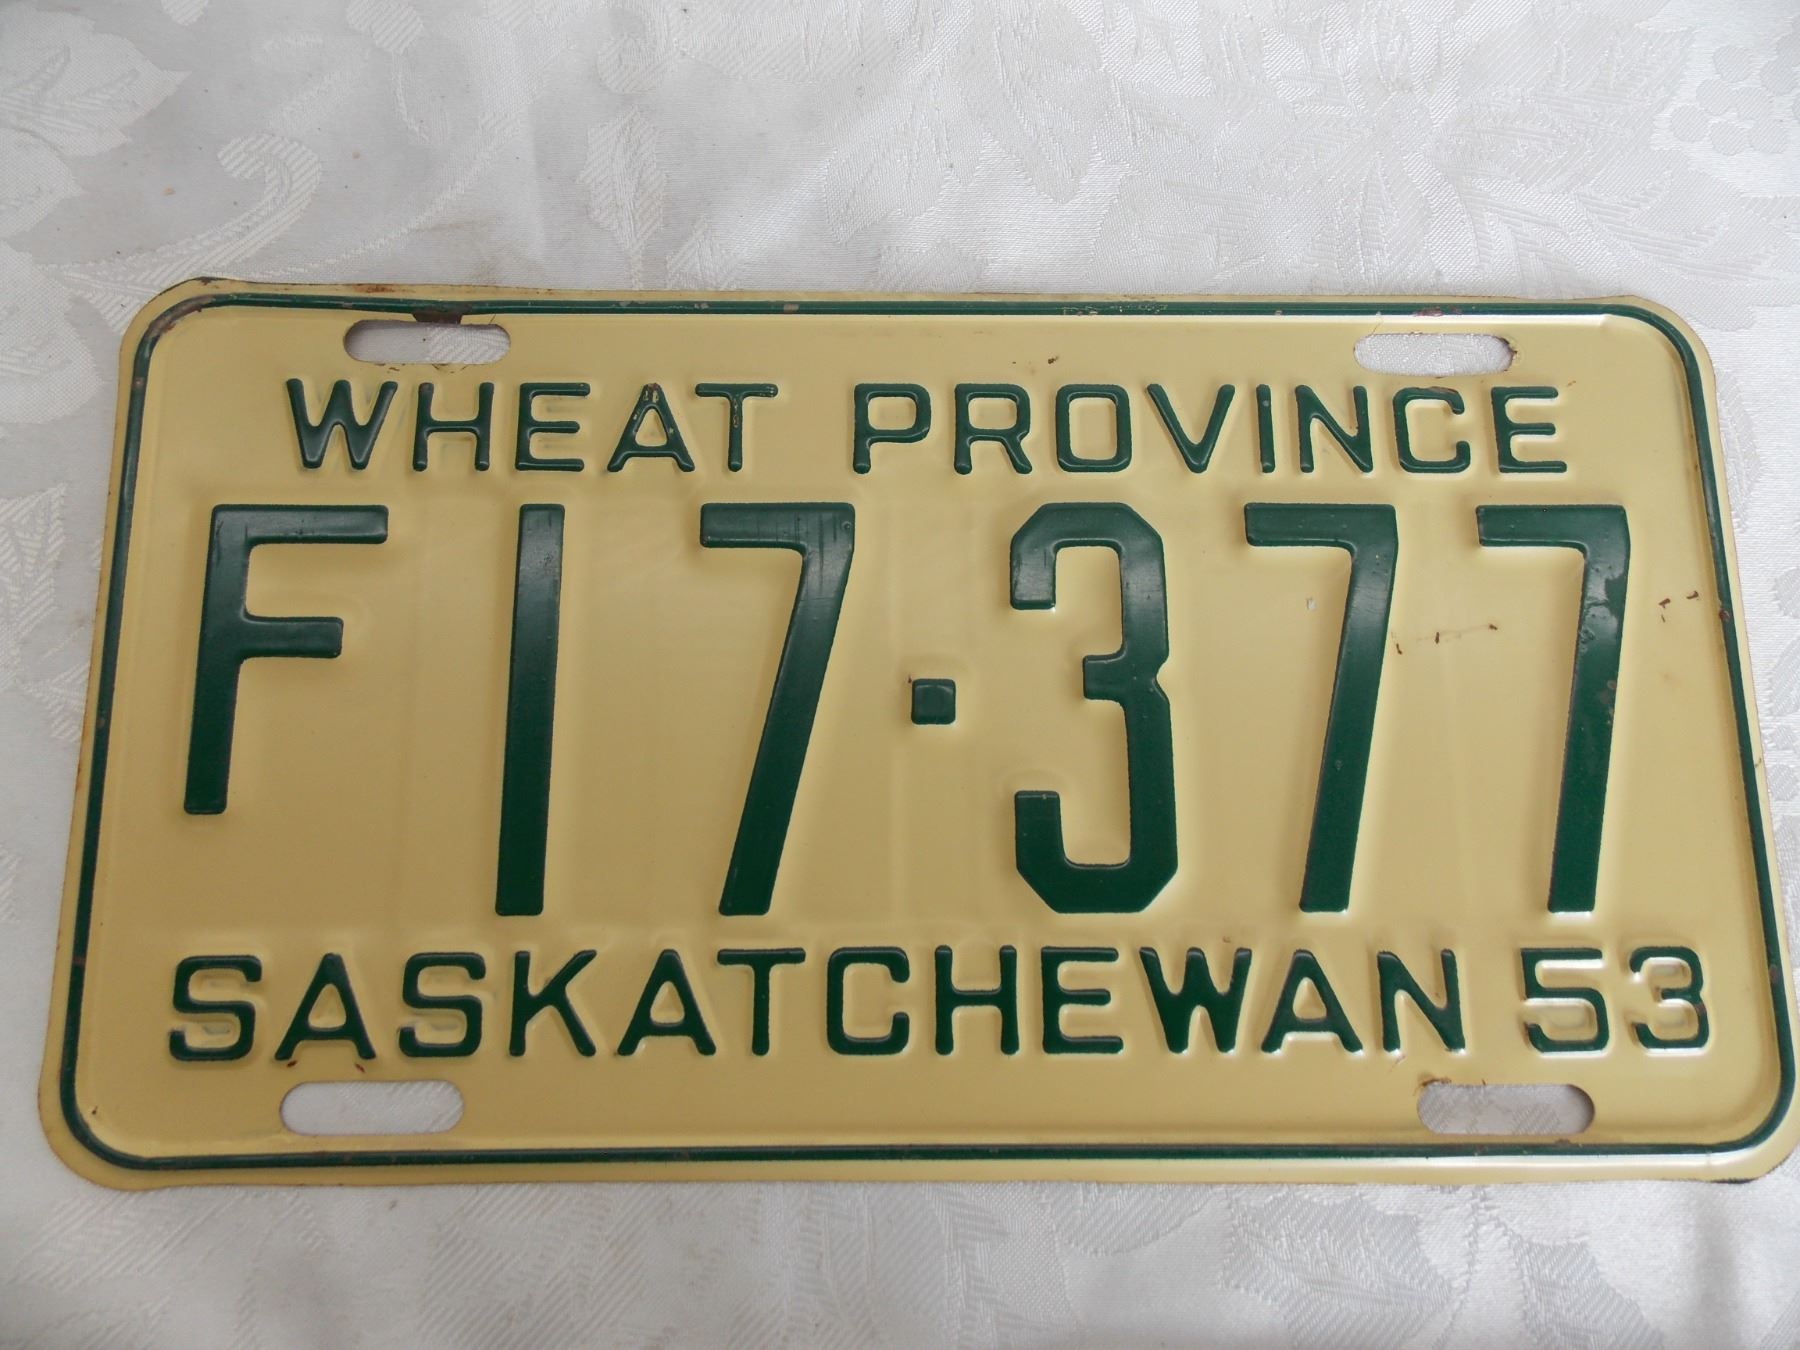 WHEAT PROVINCE
F17·377
SASKATCHEWAN 53